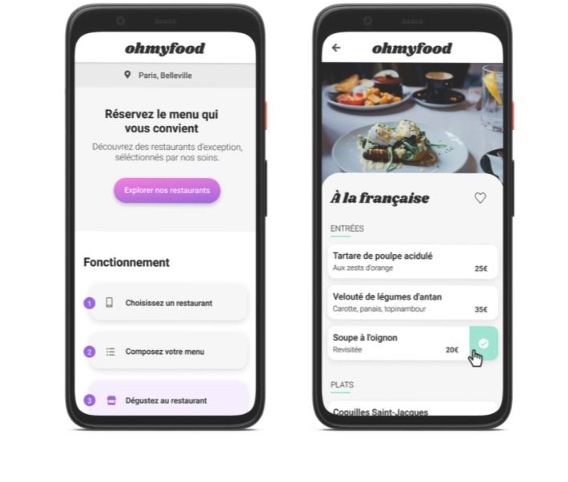 ohmyfood
Paris, Belleville
Réservez le menu qui
vous convient
Découvrez des restaurants d'exception,
séléctionnés par nos soins.
Explorer nos restaurants
Fonctionnement
1 Choisissez un restaurant
2 Composez votre menu
3 Dégustez au restaurant
ohmyfood
À la française
ENTRÉES
Tartare de poulpe acidulé
Aux zests d'orange 25€
Velouté de légumes d'antan
Carotte, panais, topinambour 35€
Soupe à l'oignon
Revisitée 20€
PLATS
Coquilles Saint-Jacques